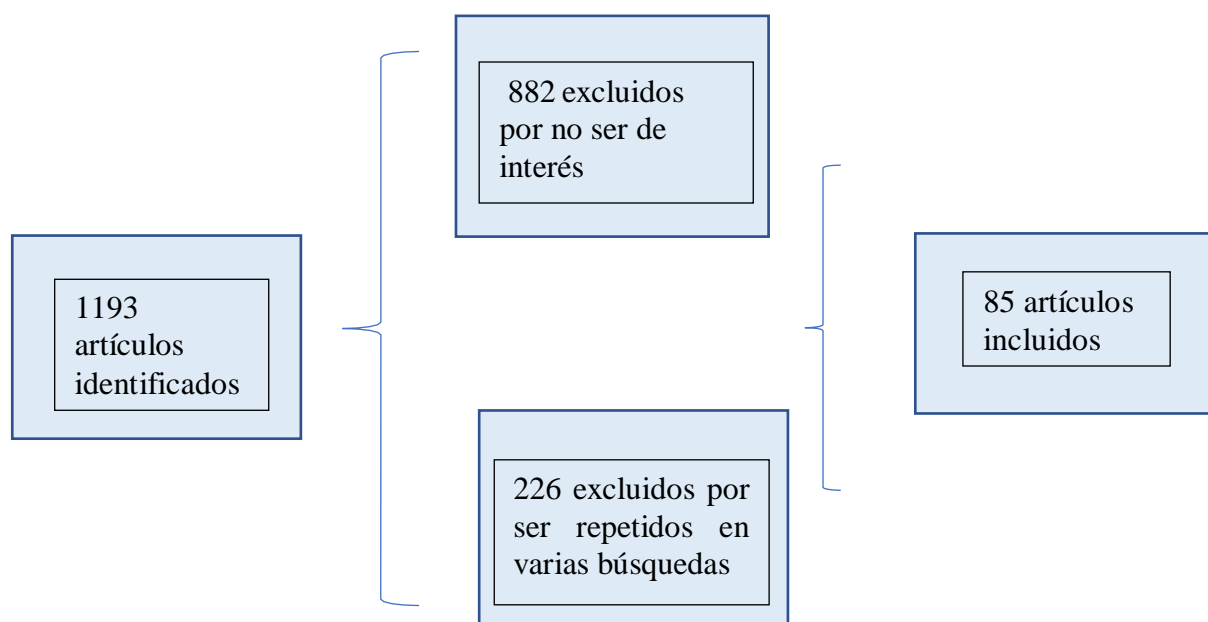 1193
artículos
identificados
882 excluidos
por no ser de
interés
226 excluidos por
ser repetidos en
varias búsquedas
85 artículos
incluidos